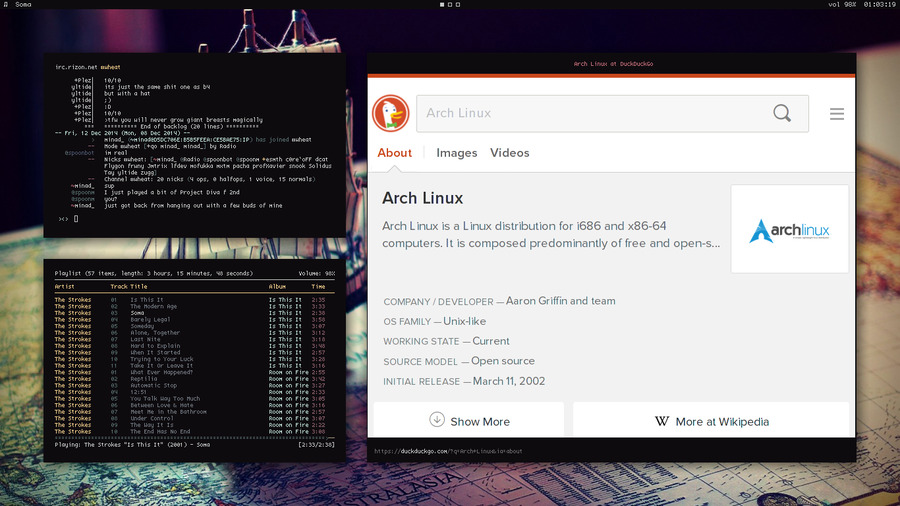 Soma
vol 98% 01:03:19
irc.rizon.net #wheat
+Plez│ 10/10
yltide│ its just the same shit one as b4
yltide│ but with a hat
yltide│ ;)
+Plez│ :D
+Plez│ 10/10
+Plez│ >tfw you will never grow giant breasts magically
*** ********** End of backlog (20 lines) **********
-- Fri, 12 Dec 2014 (Mon, 08 Dec 2014) --
has joined #wheat
-- Mode #wheat [+qo minad_ minad_] by Radio
@spoonbot im real
-- Nicks #wheat: [~minad_ @Radio @spoonbot @spoonm +esmth c0re`off dcat
Tay yltide zugg]
-- Channel #wheat: 20 nicks (4 ops, 0 halfops, 1 voice, 15 normals)
~minad_ sup
@spoonm I just played a bit of Project Diva f 2nd
@spoonm you?
~minad_ just got back from hanging out with a few buds of mine
Playlist (57 items, length: 3 hours, 15 minutes, 48 seconds) Volume: 98%
Artist Track Title Album Time
The Strokes 01 Is This It Is This It 2:35
The Strokes 02 The Modern Age Is This It 3:32
The Strokes 03 Soma Is This It 2:38
The Strokes 04 Barely Legal Is This It 3:58
The Strokes 05 Someday Is This It 3:07
The Strokes 06 Alone, Together Is This It 3:12
The Strokes 07 Last Nite Is This It 3:18
The Strokes 08 Hard to Explain Is This It 3:48
The Strokes 09 When It Started Is This It 2:57
The Strokes 10 Trying to Your Luck Is This It 3:28
The Strokes 11 Take It Or Leave It Is This It 3:16
The Strokes 01 What Ever Happened? Room on Fire 2:55
The Strokes 02 Reptilia Room on Fire 3:42
The Strokes 03 Automatic Stop Room on Fire 3:27
The Strokes 04 12:51 Room on Fire 2:33
The Strokes 05 You Talk Way Too Much Room on Fire 3:05
The Strokes 06 Between Love & Hate Room on Fire 3:16
The Strokes 07 Meet Me in the Bathroom Room on Fire 2:57
The Strokes 08 Under Control Room on Fire 3:07
The Strokes 09 The Way It Is Room on Fire 2:22
The Strokes 10 The End Has No End Room on Fire 3:08
Playing: The Strokes "Is This It" (2001) - Soma [2:33/2:38]
Arch Linux at DuckDuckGo
Arch Linux
About Images Videos
Arch Linux
Arch Linux is a Linux distribution for i686 and x86-64
computers. It is composed predominantly of free and open-s...
archlinux
COMPANY / DEVELOPER — Aaron Griffin and team
OS FAMILY — Unix-like
WORKING STATE — Current
SOURCE MODEL — Open source
INITIAL RELEASE — March 11, 2002
Show More
W More at Wikipedia
https://duckduckgo.com/?q=Arch+Linux&ia=about
TRALASIA